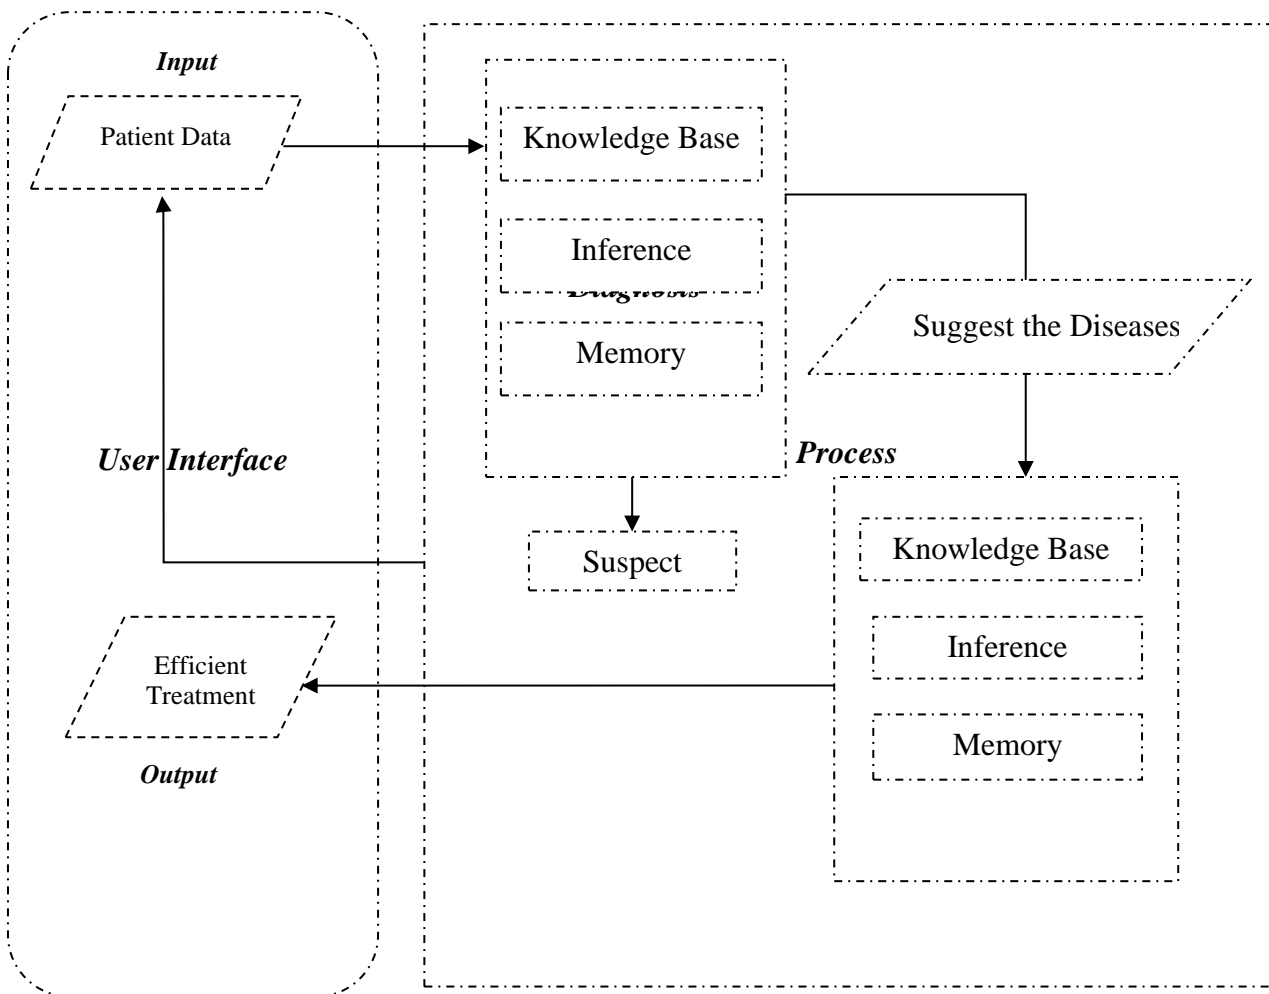 Input
Patient Data
User Interface
Efficient
Treatment
Output
Knowledge Base
Inference
Diagnosis
Memory
Suspect
Process
Suggest the Diseases
Knowledge Base
Inference
Memory